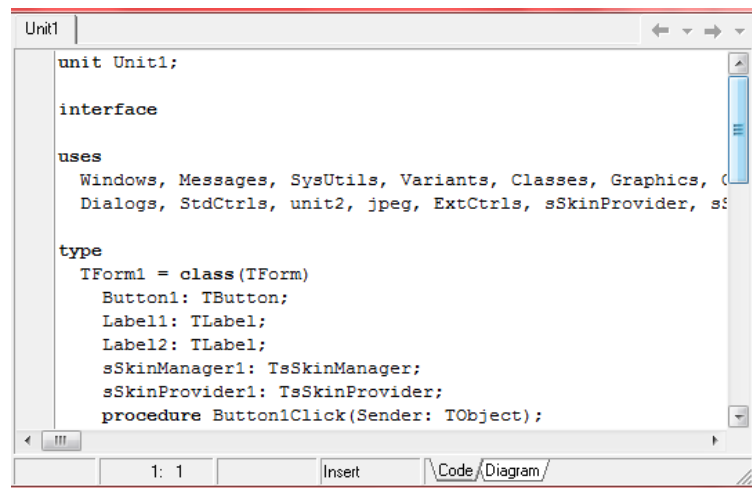 Unit1
unit Unit1;
interface
uses
Windows, Messages, SysUtils, Variants, Classes, Graphics,
Dialogs, StdCtrls, unit2, jpeg, ExtCtrls, sSkinProvider,
type
TForm1 = class(TForm)
Button1: TButton;
Label1: TLabel;
Label2: TLabel;
sSkinManager1: TsSkinManager;
sSkinProvider1: TsSkinProvider;
procedure Button1Click(Sender: TObject);
1: 1 Insert Code Diagram